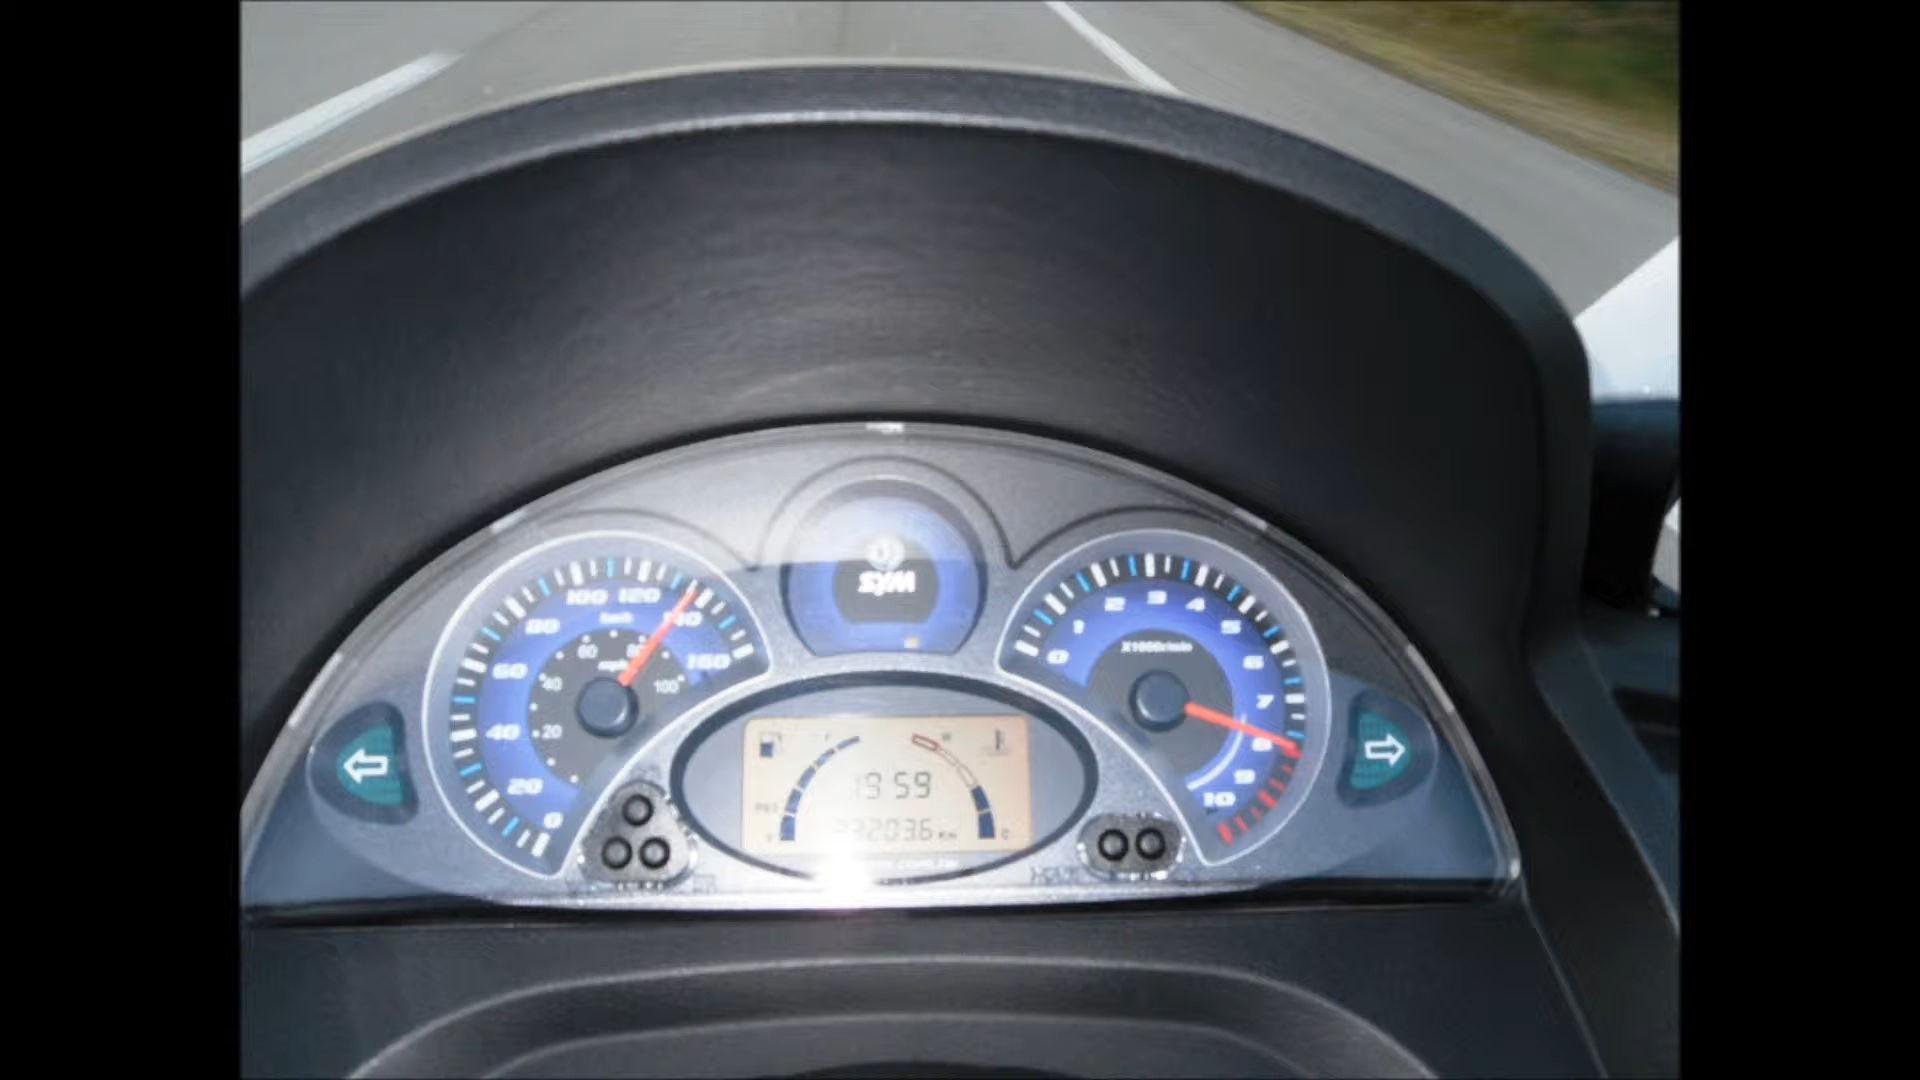 SYM
0 20 40 60 80 100 120 140 160
km/h
20 40 60 80 100
mph
0 1 2 3 4 5 6 7 8 9 10
X1000r/min
F
19:59
C